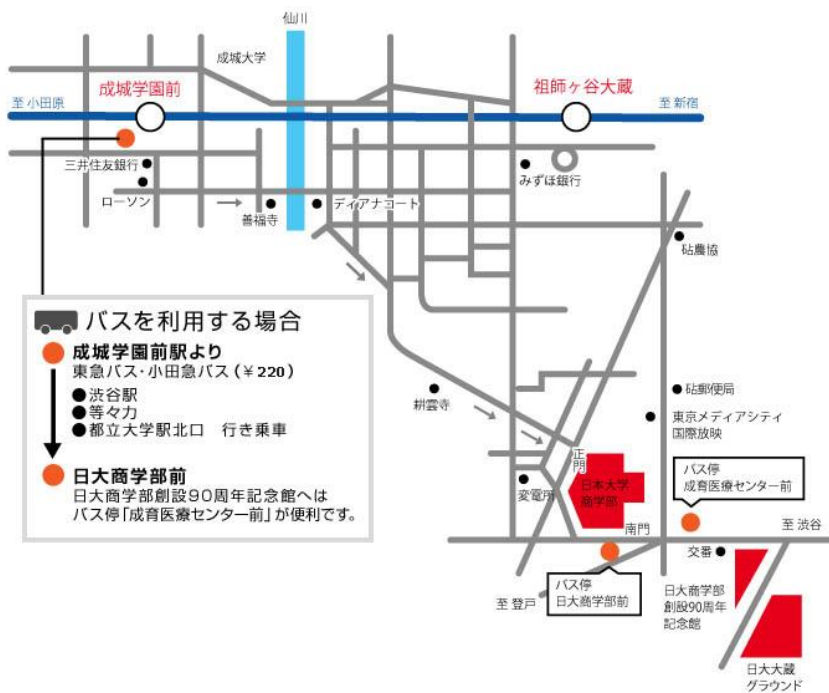 仙川
成城大学
成城学園前
祖師ヶ谷大蔵
至 小田原
至 新宿
三井住友銀行
みずほ銀行
ローソン
善福寺
ディアナコート
砧農協
バスを利用する場合
成城学園前駅より
東急バス・小田急バス (￥220)
●渋谷駅
●等々力
●都立大学駅北口 行き乗車
日大商学部前
日大商学部創設90周年記念館へは
バス停「成育医療センター前」が便利です。
耕雲寺
砧郵便局
東京メディアシティ
国際放映
正門
変電所
日本大学
商学部
バス停
成育医療センター前
南門
至 渋谷
交番
バス停
日大商学部前
至 登戸
日大商学部
創設90周年
記念館
日大大蔵
グラウンド